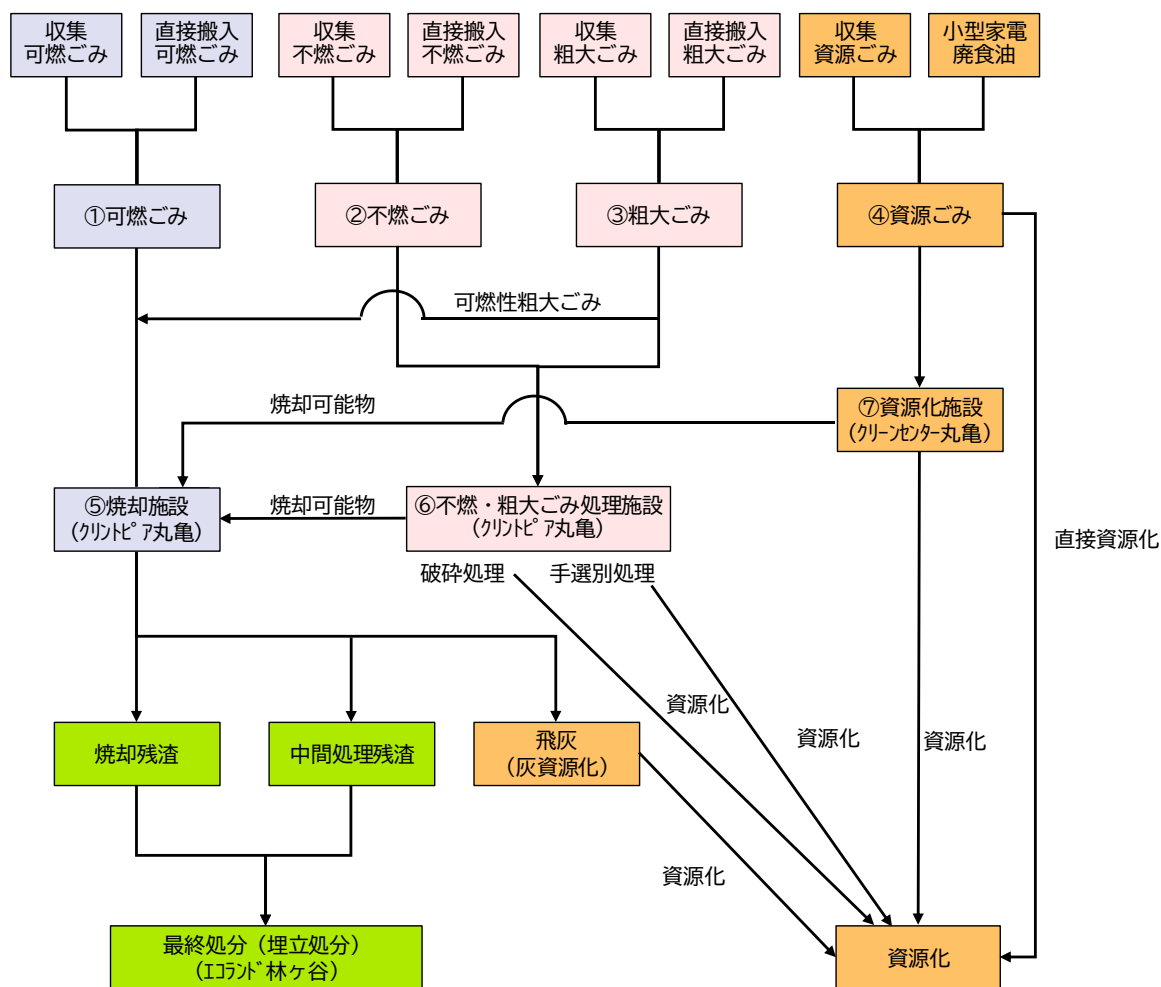 収集
可燃ごみ
直接搬入
可燃ごみ
収集
不燃ごみ
直接搬入
不燃ごみ
収集
粗大ごみ
直接搬入
粗大ごみ
収集
資源ごみ
小型家電
廃食油
①可燃ごみ
②不燃ごみ
③粗大ごみ
④資源ごみ
可燃性粗大ごみ
焼却可能物
⑦資源化施設
(ｸﾘｰﾝｾﾝﾀｰ丸亀)
⑤焼却施設
(ｸﾘﾝﾄﾋﾟｱ丸亀)
焼却可能物
⑥不燃・粗大ごみ処理施設
(ｸﾘﾝﾄﾋﾟｱ丸亀)
直接資源化
破砕処理
手選別処理
資源化
資源化
資源化
焼却残渣
中間処理残渣
飛灰
（灰資源化）
資源化
最終処分（埋立処分）
(ｴｺﾗﾝﾄﾞ林ヶ谷)
資源化